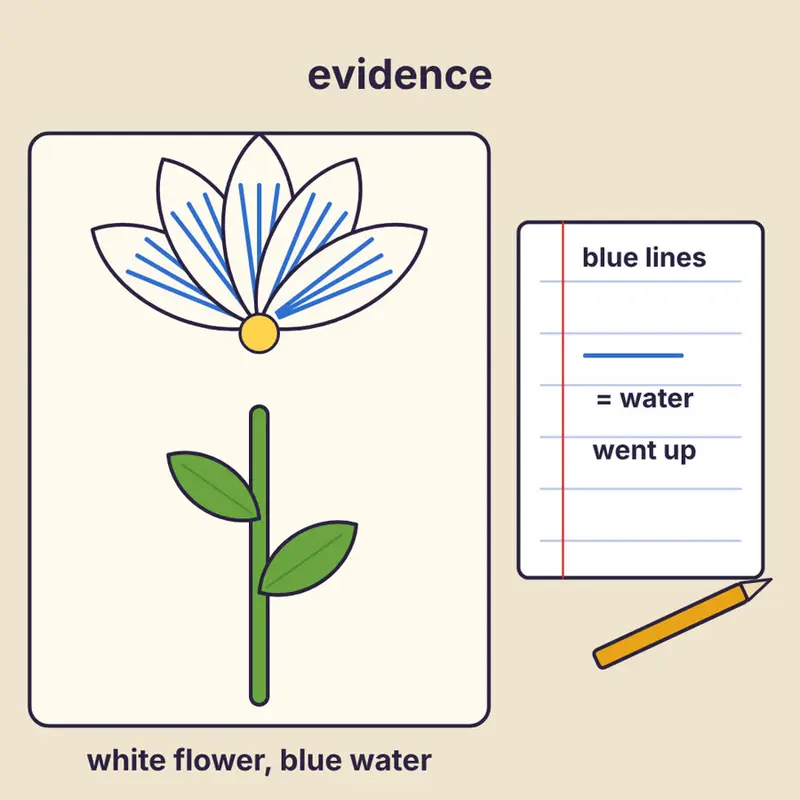 evidence
blue lines
= water
went up
white flower, blue water